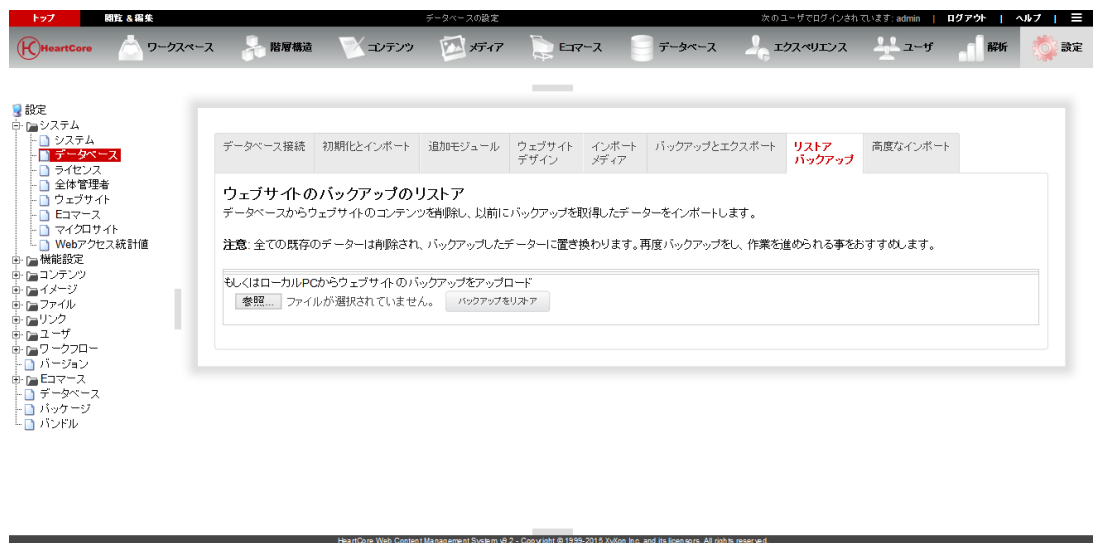 トップ
閲覧 & 編集
データベースの設定
次のユーザでログインされています: admin | ログアウト | ヘルプ |
HeartCore
ワークスペース
階層構造
コンテンツ
メディア
Eコマース
データベース
エクスペリエンス
ユーザ
解析
設定
設定
システム
システム
データベース
ライセンス
全体管理者
ウェブサイト
Eコマース
マイクロサイト
Webアクセス統計値
機能設定
コンテンツ
イメージ
ファイル
リンク
ユーザ
ワークフロー
バージョン
Eコマース
データベース
パッケージ
バンドル
データベース接続
初期化とインポート
追加モジュール
ウェブサイト
デザイン
インポート
メディア
バックアップとエクスポート
リストア
バックアップ
高度なインポート
ウェブサイトのバックアップのリストア
データベースからウェブサイトのコンテンツを削除し、以前にバックアップを取得したデーターをインポートします。
注意: 全ての既存のデーターは削除され、バックアップしたデーターに置き換わります。再度バックアップをし、作業を進められる事をおすすめします。
もしくはローカルPCからウェブサイトのバックアップをアップロード
参照... ファイルが選択されていません。 バックアップをリストア
HeartCore Web Content Management System v9.2 - Copyright © 1999-2015 XyXon Inc. and its licensors. All rights reserved.